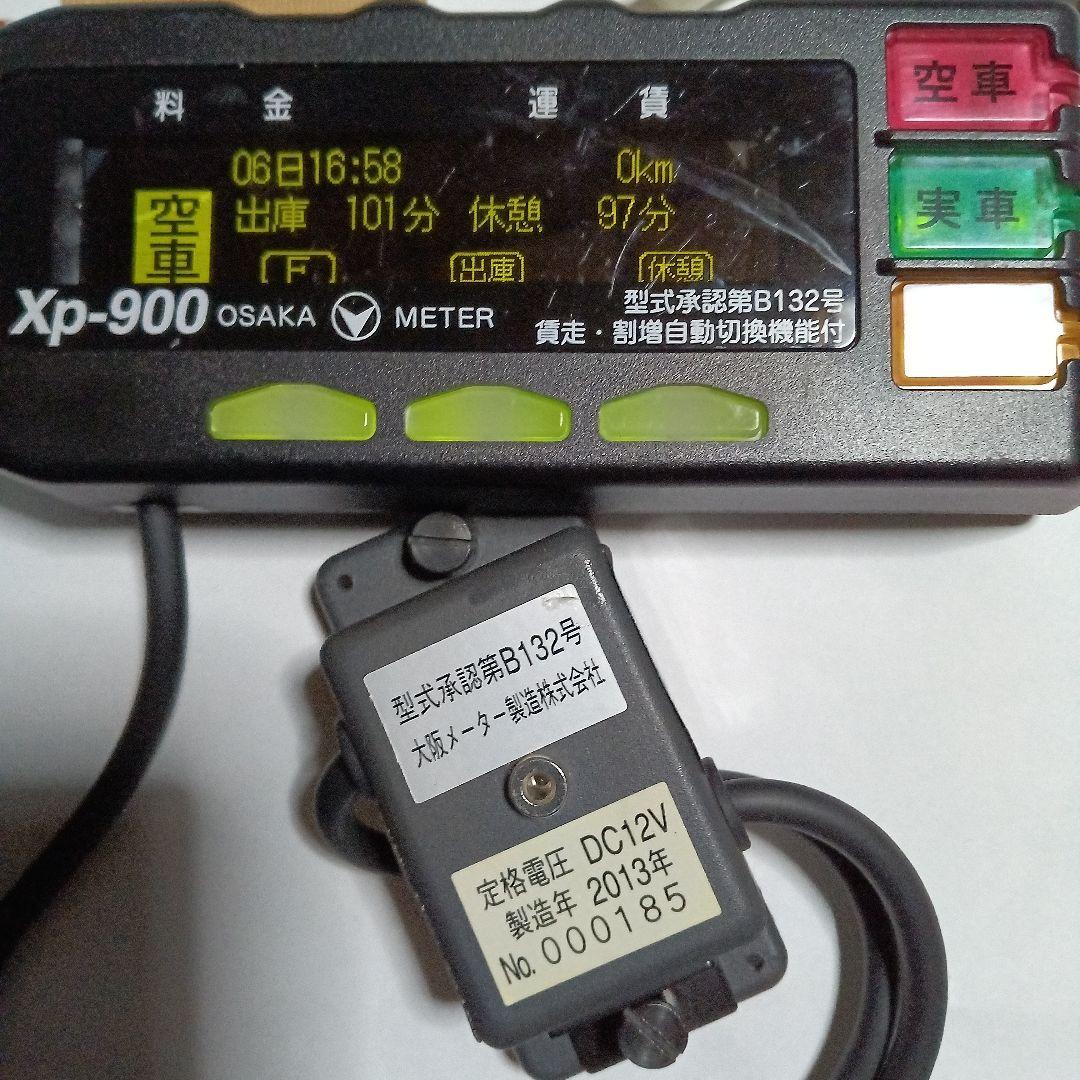 料金 運賃
空車
06日16:58 0km
出庫 101分 休憩 97分
F 出庫 休憩
Xp-900 OSAKA METER
型式承認第B132号
賃走・割増自動切換機能付
空車
実車
型式承認第B132号
大阪メーター製造株式会社
定格電圧 DC12V
製造年 2013年
No. 000185